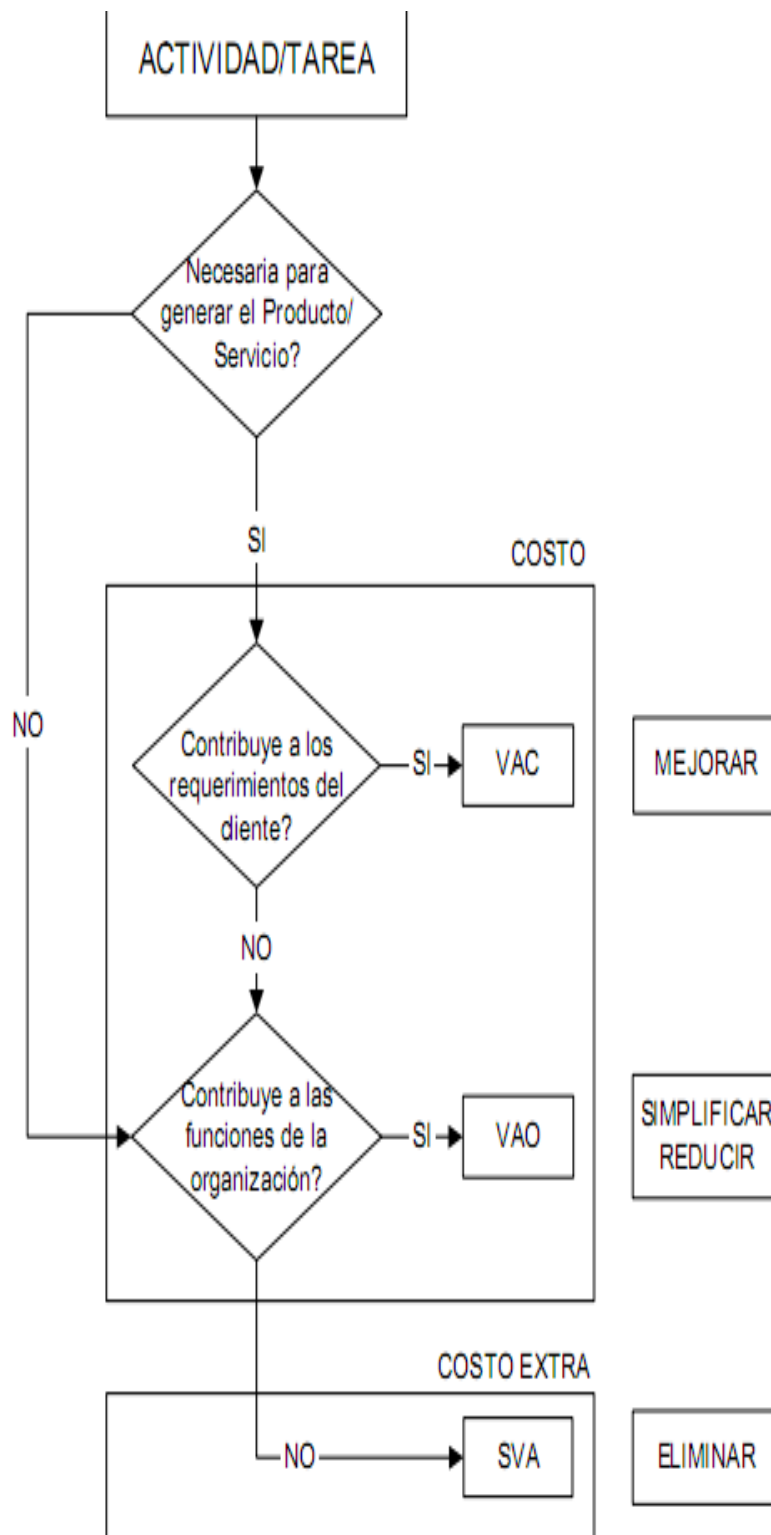 ACTIVIDAD/TAREA
Necesaria para
generar el Producto/
Servicio?
SI
COSTO
NO
Contribuye a los
requerimientos del
diente?
SI
VAC
MEJORAR
NO
Contribuye a las
funciones de la
organización?
SI
VAO
SIMPLIFICAR
REDUCIR
COSTO EXTRA
NO
SVA
ELIMINAR